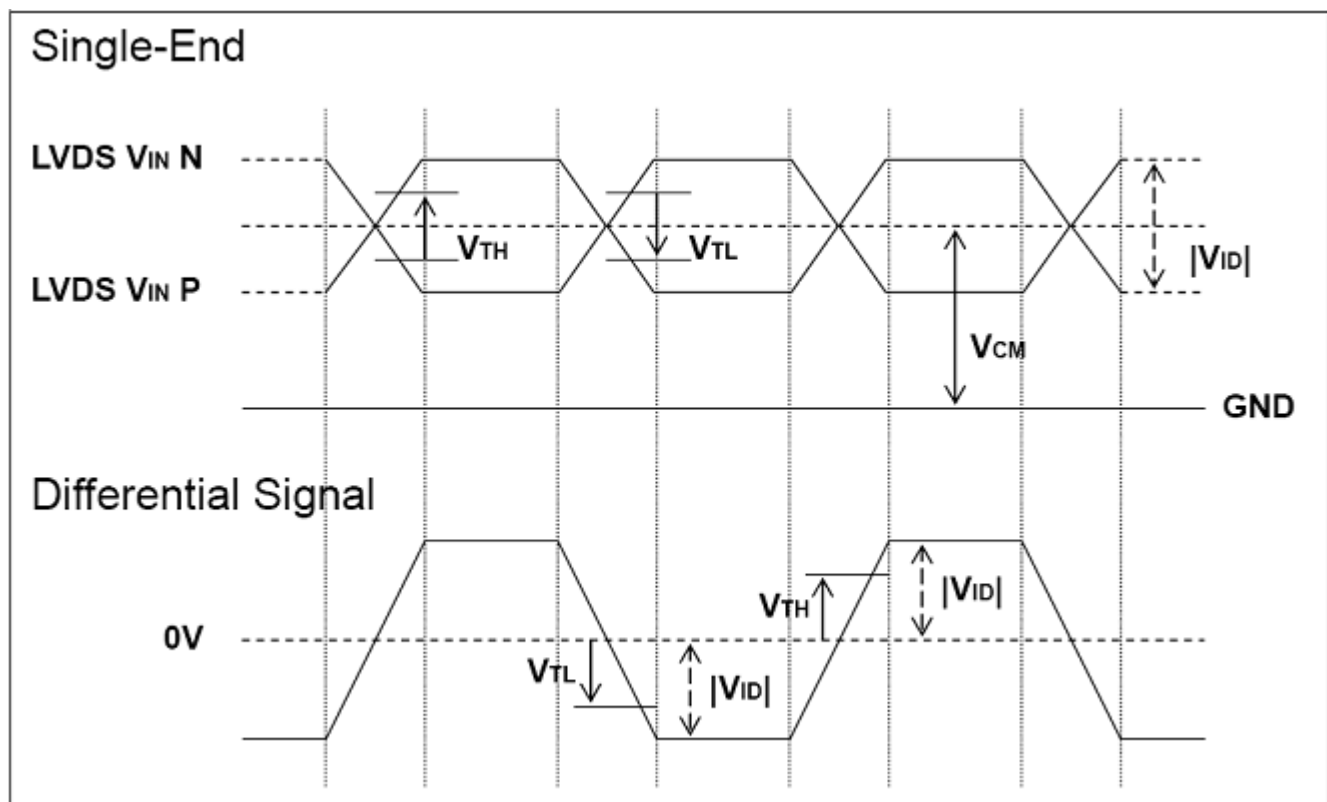 Single-End
LVDS VIN N
VTH
VTL
|VID|
LVDS VIN P
VCM
GND
Differential Signal
VTH
|VID|
0V
VTL
|VID|